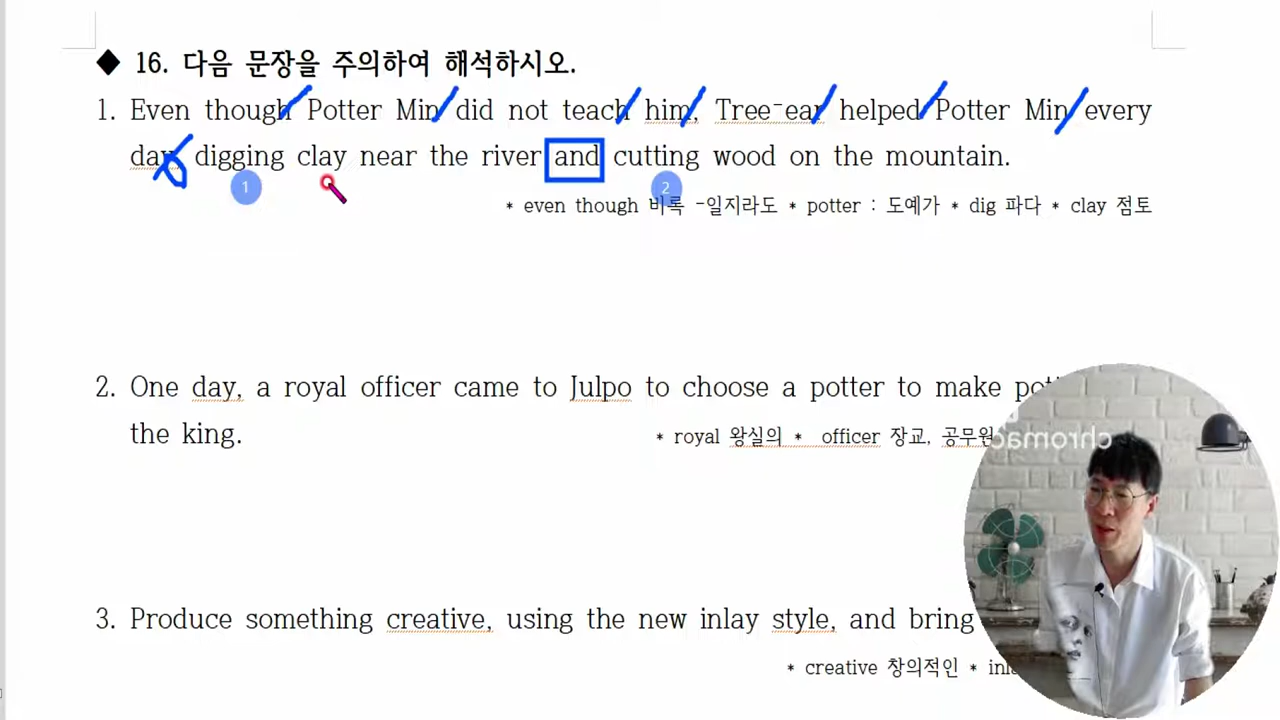 ◆ 16. 다음 문장을 주의하여 해석하시오.
1. Even though Potter Min did not teach him, Tree-ear helped Potter Min every
day, digging clay near the river and cutting wood on the mountain.
1 2
* even though 비록 -일지라도 * potter : 도예가 * dig 파다 * clay 점토
2. One day, a royal officer came to Julpo to choose a potter to make
the king.
* royal 왕실의 * officer 장교, 공무원
chromac
3. Produce something creative, using the new inlay style, and bring
* creative 창의적인 *